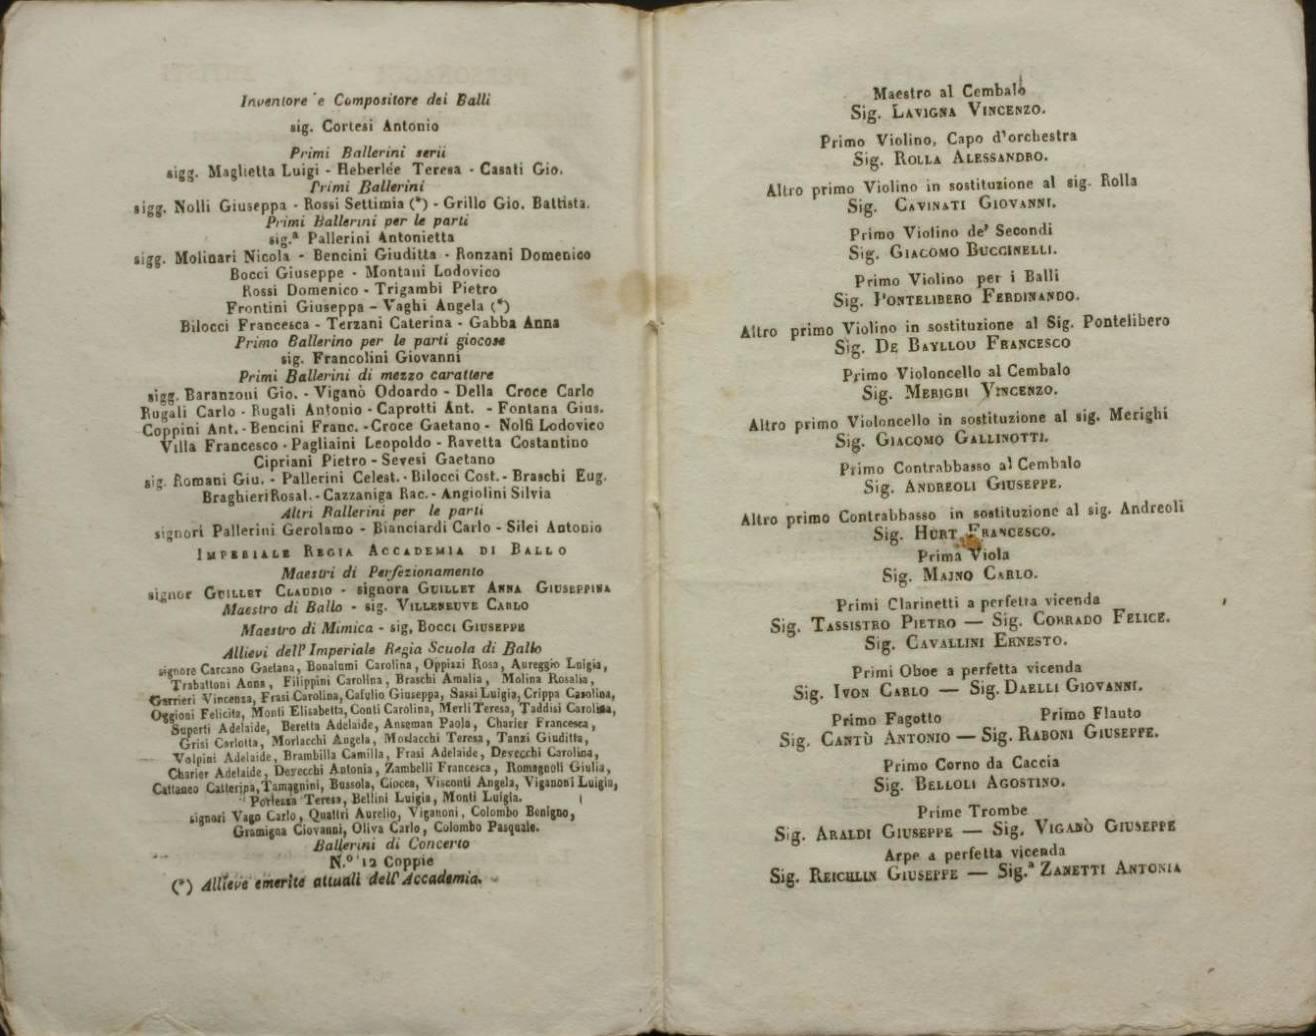 Inventore e Compositore dei Balli
sig. Cortesi Antonio
Primi Ballerini serii
sigg. Maglietta Luigi - Heberlée Teresa - Casati Gio.
Primi Ballerini
sigg. Nolli Giuseppa - Rossi Settimia (*) - Grillo Gio. Battista.
Primi Ballerini per le parti
sig.ª Pallerini Antonietta
sigg. Molinari Nicola - Bencini Giuditta - Ronzani Domenico
Bocci Giuseppe - Montani Lodovico
Rossi Domenico - Trigambi Pietro
Frontini Giuseppa - Vaghi Angela (*)
Bilocci Francesca - Terzani Caterina - Gabba Anna
Primo Ballerino per le parti giocose
sig. Francolini Giovanni
Primi Ballerini di mezzo carattere
sigg. Baranzoni Gio. - Viganò Odoardo - Della Croce Carlo
Rugali Carlo - Rugali Antonio - Caprotti Ant. - Fontana Gius.
Coppini Ant. - Bencini Franc. - Croce Gaetano - Nolfi Lodovico
Villa Francesco - Pagliaini Leopoldo - Ravetta Costantino
Cipriani Pietro - Sevesi Gaetano
sig. Romani Giu. - Pallerini Celest. - Bilocci Cost. - Braschi Eug.
Braghieri Rosal. - Cazzaniga Rac. - Angiolini Silvia
Altri Ballerini per le parti
signori Pallerini Gerolamo - Bianciardi Carlo - Silei Antonio
IMPERIALE REGIA ACCADEMIA DI BALLO
Maestri di Perfezionamento
signor GUILLET CLAUDIO - signora GUILLET ANNA GIUSEPPINA
Maestro di Ballo - sig. VILLENEUVE CARLO
Maestro di Mimica - sig, BOCCI GIUSEPPE
Allievi dell' Imperiale Regia Scuola di Ballo
signore Carcano Gaetana, Bonalumi Carolina, Oppizzi Rosa, Aureggio Luigia,
Trabattoni Anna, Filippini Carolina, Braschi Amalia, Molina Rosalia,
Garrieri Vincenza, Frasi Carolina, Cafulio Giuseppa, Sassi Luigia, Crippa Carolina,
Oggioni Felicita, Monti Elisabetta, Conti Carolina, Merli Teresa, Taddisi Carolina,
Superti Adelaide, Beretta Adelaide, Anseman Paola, Charier Francesca,
Grisi Carlotta, Morlacchi Angela, Morlacchi Teresa, Tanzi Giuditta,
Volpini Adelaide, Brambilla Camilla, Frasi Adelaide, Devecchi Carolina,
Charier Adelaide, Devecchi Antonia, Zambelli Francesca, Romagnoli Giulia,
Cattaneo Catterina, Tamagnini, Bussola, Ciocca, Visconti Angela, Viganoni Luigia,
Portezza Teresa, Bellini Luigia, Monti Luigia.
signori Vago Carlo, Quattri Aurelio, Viganoni, Colombo Benigno,
Gramigna Giovanni, Oliva Carlo, Colombo Pasquale.
Ballerini di Concerto
N.º 12 Coppie
(*) Allieve emerite attuali dell' Accademia.
Maestro al Cembalo
Sig. LAVIGNA VINCENZO.
Primo Violino, Capo d'orchestra
Sig. ROLLA ALESSANDRO.
Altro primo Violino in sostituzione al sig. Rolla
Sig. CAVINATI GIOVANNI.
Primo Violino de' Secondi
Sig. GIACOMO BUCCINELLI.
Primo Violino per i Balli
Sig. PONTELIBERO FERDINANDO.
Altro primo Violino in sostituzione al Sig. Pontelibero
Sig. DE BAYLLOU FRANCESCO
Primo Violoncello al Cembalo
Sig. MERIGHI VINCENZO.
Altro primo Violoncello in sostituzione al sig. Merighi
Sig. GIACOMO GALLINOTTI.
Primo Contrabbasso al Cembalo
Sig. ANDREOLI GIUSEPPE.
Altro primo Contrabbasso in sostituzione al sig. Andreoli
Sig. HURT FRANCESCO.
Prima Viola
Sig. MAJNO CARLO.
Primi Clarinetti a perfetta vicenda
Sig. TASSISTRO PIETRO — Sig. CORRADO FELICE.
Sig. CAVALLINI ERNESTO.
Primi Oboe a perfetta vicenda
Sig. IVON CARLO — Sig. DAELLI GIOVANNI.
Primo Fagotto Primo Flauto
Sig. CANTÙ ANTONIO — Sig. RABONI GIUSEPPE.
Primo Corno da Caccia
Sig. BELLOLI AGOSTINO.
Prime Trombe
Sig. ARALDI GIUSEPPE — Sig. VIGANÒ GIUSEPPE
Arpe a perfetta vicenda
Sig. REICHLIN GIUSEPPE — Sig.ª ZANETTI ANTONIA